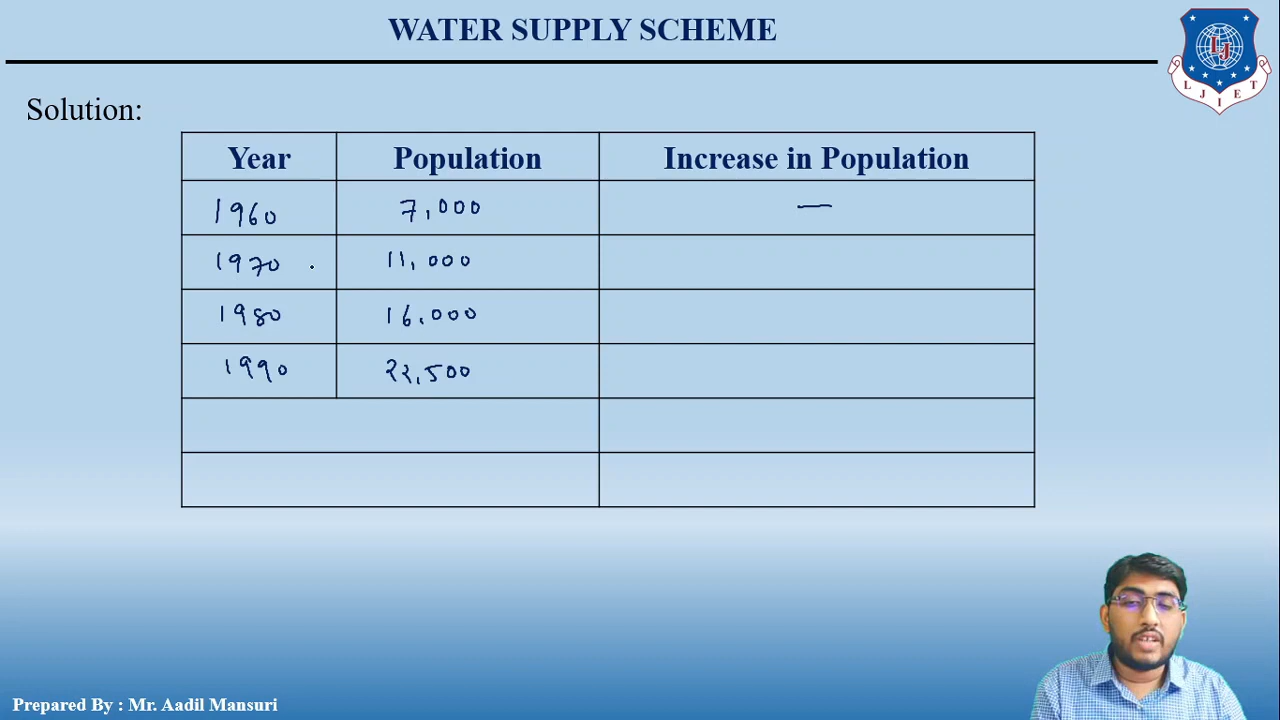 WATER SUPPLY SCHEME
LJIET
Solution:
Year Population Increase in Population
1960 7,000 —
1970 11,000
1980 16,000
1990 22,500
Prepared By : Mr. Aadil Mansuri